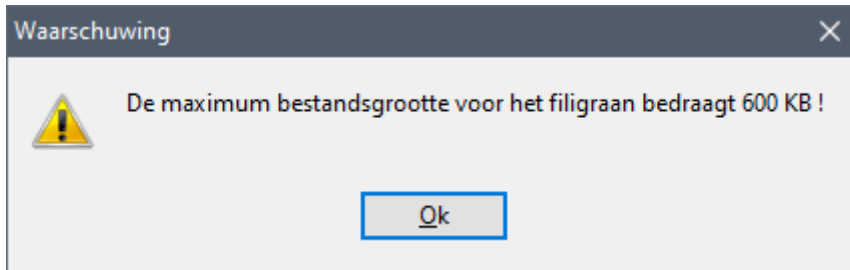 Waarschuwing
De maximum bestandsgrootte voor het filigraan bedraagt 600 KB !
Ok